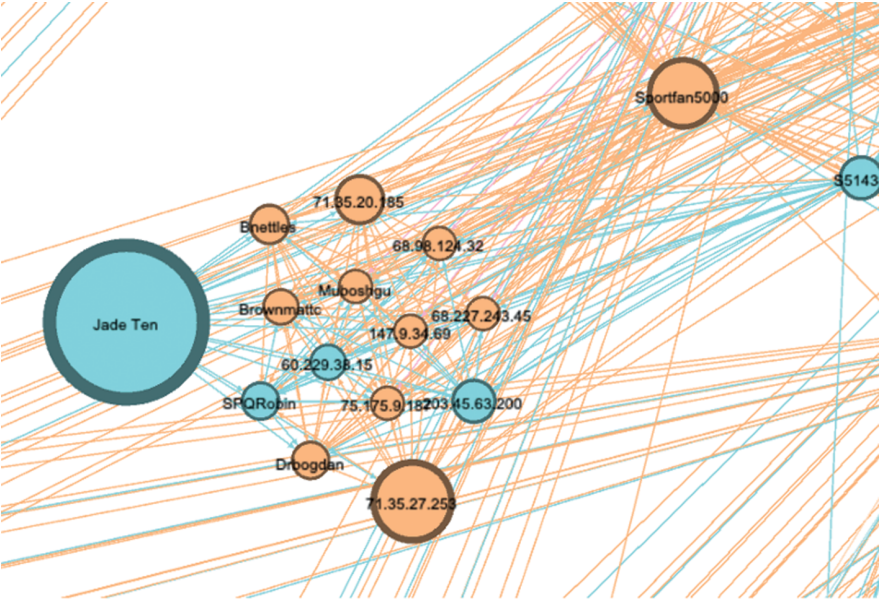 Sportfan5000
S5143
71.35.20.185
Bnettles
68.98.124.32
Muboshgu
Brownmattc
68.227.243.45
Jade Ten
147.9.34.69
60.229.38.15
SPQRobin
75.175.9.182
203.45.63.200
Drbogdan
71.35.27.253